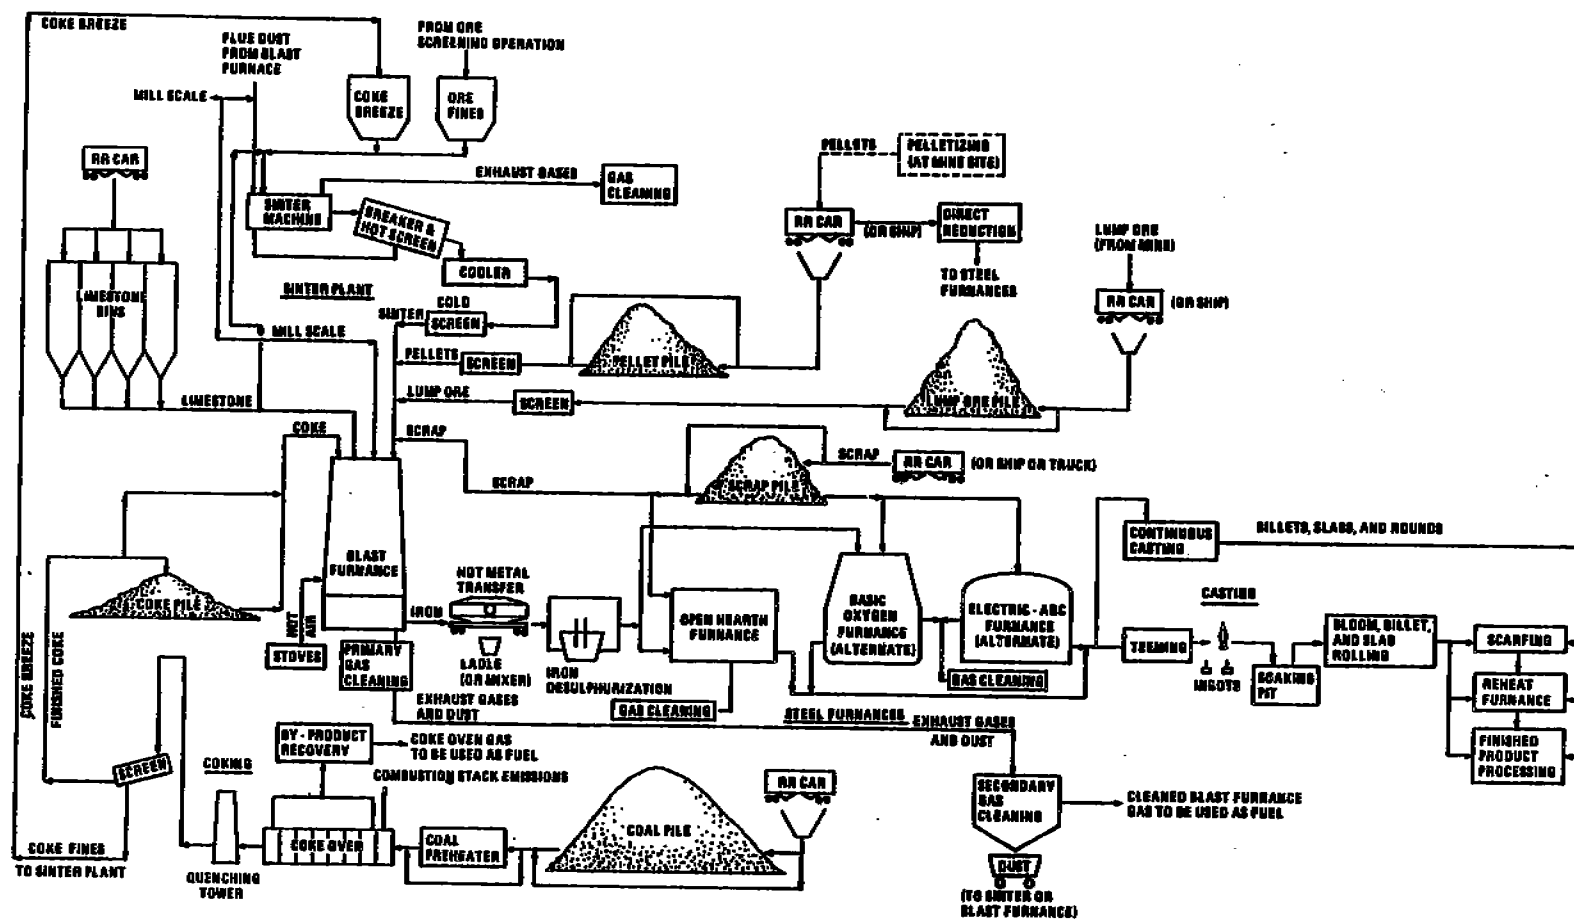 COKE BREEZE
FLUE DUST
FROM BLAST
FURNACE
FROM ORE
SCREENING OPERATION
MILL SCALE
COKE
BREEZE
ORE
FINES
RR CAR
EXHAUST GASES
GAS
CLEANING
PELLETS
PELLETIZING
(AT MINE SITE)
SINTER
MACHINE
BREAKER &
HOT SCREEN
RR CAR
(OR SHIP)
DIRECT
REDUCTION
LUMP ORE
(FROM MINE)
COOLER
TO STEEL
FURNANCES
LIMESTONE
BINS
SINTER PLANT
COLD
SCREEN
SINTER
RR CAR
(OR SHIP)
MILL SCALE
PELLETS
SCREEN
PELLET PILE
LIMESTONE
LUMP ORE
SCREEN
LUMP ORE PILE
COKE
SCRAP
SCRAP
RR CAR
(OR SHIP OR TRUCK)
SCRAP
SCRAP PILE
CONTINUOUS
CASTING
BILLETS, SLABS, AND ROUNDS
BLAST
FURNANCE
HOT METAL
TRANSFER
COKE PILE
HOT
AIR
IRON
OPEN HEARTH
FURNANCE
BASIC
OXYGEN
FURNANCE
(ALTERNATE)
ELECTRIC-ARC
FURNANCE
(ALTERNATE)
CASTING
TEEMING
BLOOM, BILLET,
AND SLAB
ROLLING
SCARFING
STOVES
PRIMARY
GAS
CLEANING
LADLE
(OR MIXER)
IRON
DESULPHURIZATION
GAS CLEANING
GAS CLEANING
INGOTS
SOAKING
PIT
REHEAT
FURNANCE
COKE BREEZE
FINISHED COKE
EXHAUST GASES
AND DUST
STEEL FURNANCES
EXHAUST GASES
AND DUST
FINISHED
PRODUCT
PROCESSING
BY-PRODUCT
RECOVERY
COKE OVEN GAS
TO BE USED AS FUEL
SCREEN
COKING
COMBUSTION STACK EMISSIONS
RR CAR
SECONDARY
GAS
CLEANING
CLEANED BLAST FURNANCE
GAS TO BE USED AS FUEL
COAL PILE
COKE OVER
COAL
PREHEATER
COKE FINES
TO SINTER PLANT
QUENCHING
TOWER
DUST
(TO SINTER OR
BLAST FURNANCE)